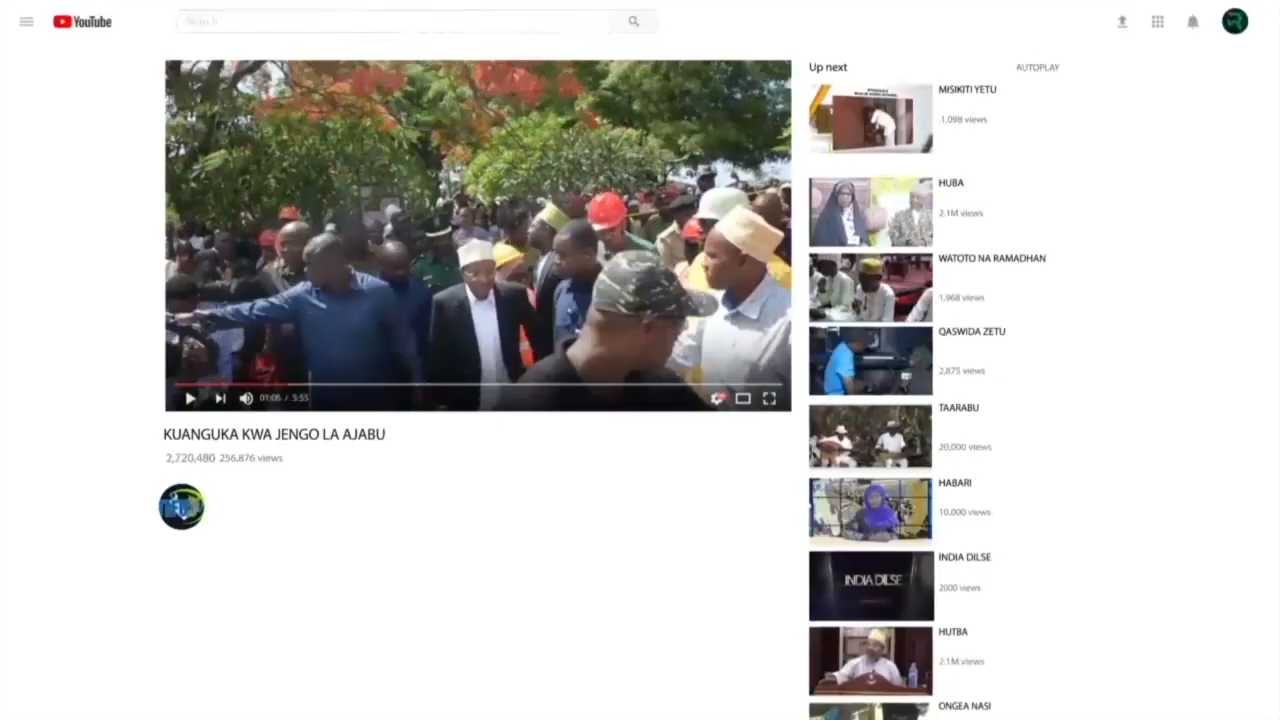 YouTube
Search
01:06 / 5:55
KUANGUKA KWA JENGO LA AJABU
2,720,480 256,876 views
Up next
AUTOPLAY
MISIKITI YETU
1,098 views
HUBA
2.1M views
WATOTO NA RAMADHAN
1,968 views
QASWIDA ZETU
2,875 views
TAARABU
20,000 views
HABARI
10,000 views
INDIA DILSE
INDIA DILSE
2000 views
HUTBA
2.1M views
ONGEA NASI